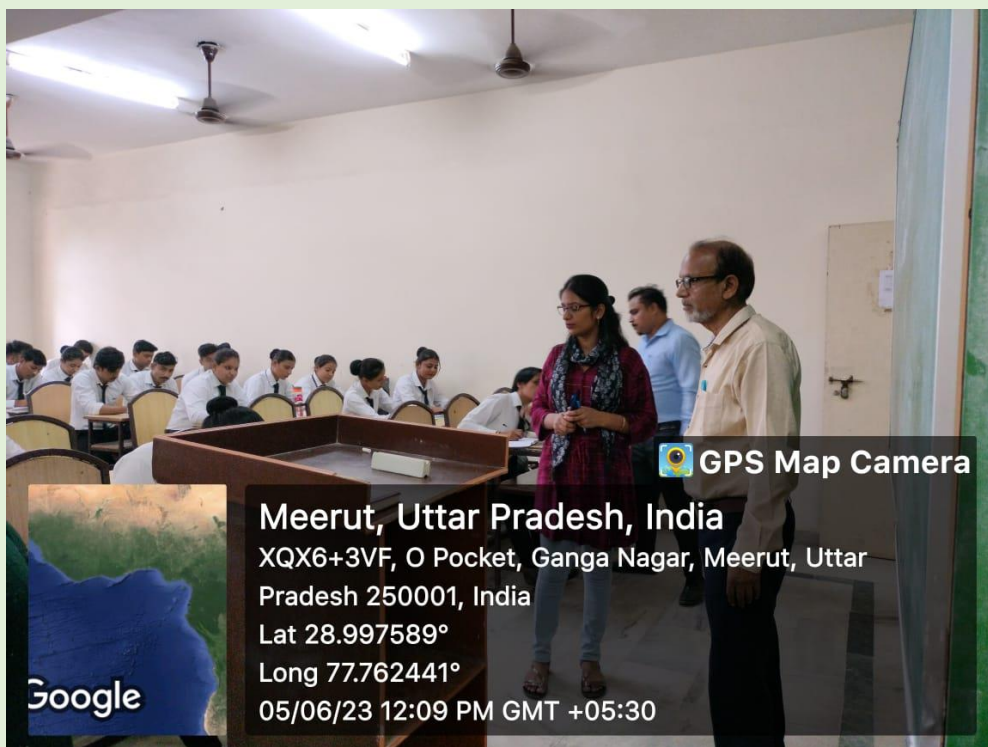 GPS Map Camera
Meerut, Uttar Pradesh, India
XQX6+3VF, O Pocket, Ganga Nagar, Meerut, Uttar
Pradesh 250001, India
Lat 28.997589°
Long 77.762441°
05/06/23 12:09 PM GMT +05:30
Google